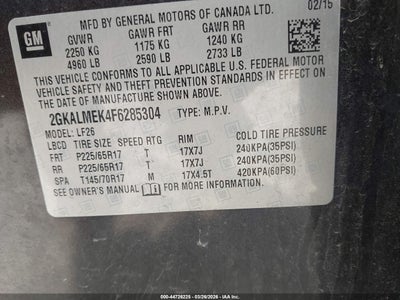 MFD BY GENERAL MOTORS OF CANADA LTD. 02/15
GM
GVWR GAWR FRT GAWR RR
2250 KG 1175 KG 1240 KG
4960 LB 2590 LB 2733 LB
THIS VEHICLE CONFORMS TO ALL APPLICABLE U.S. FEDERAL MOTOR
VEHICLE SAFETY AND THEFT PREVENTION STANDARDS IN EFFECT ON
THE DATE OF MANUFACTURE SHOWN ABOVE.
2GKALMEK4F6285304 TYPE: M.P.V.
MODEL: LF26
LBCD TIRE SIZE SPEED RTG RIM COLD TIRE PRESSURE
FRT P225/65R17 T 17X7J 240KPA(35PSI)
RR P225/65R17 T 17X7J 240KPA(35PSI)
SPA T145/70R17 M 17X4.5T 420KPA(60PSI)
SEE OWNER'S MANUAL FOR MORE INFORMATION.
000-44726225 - 03/26/2026 - IAAI.COM